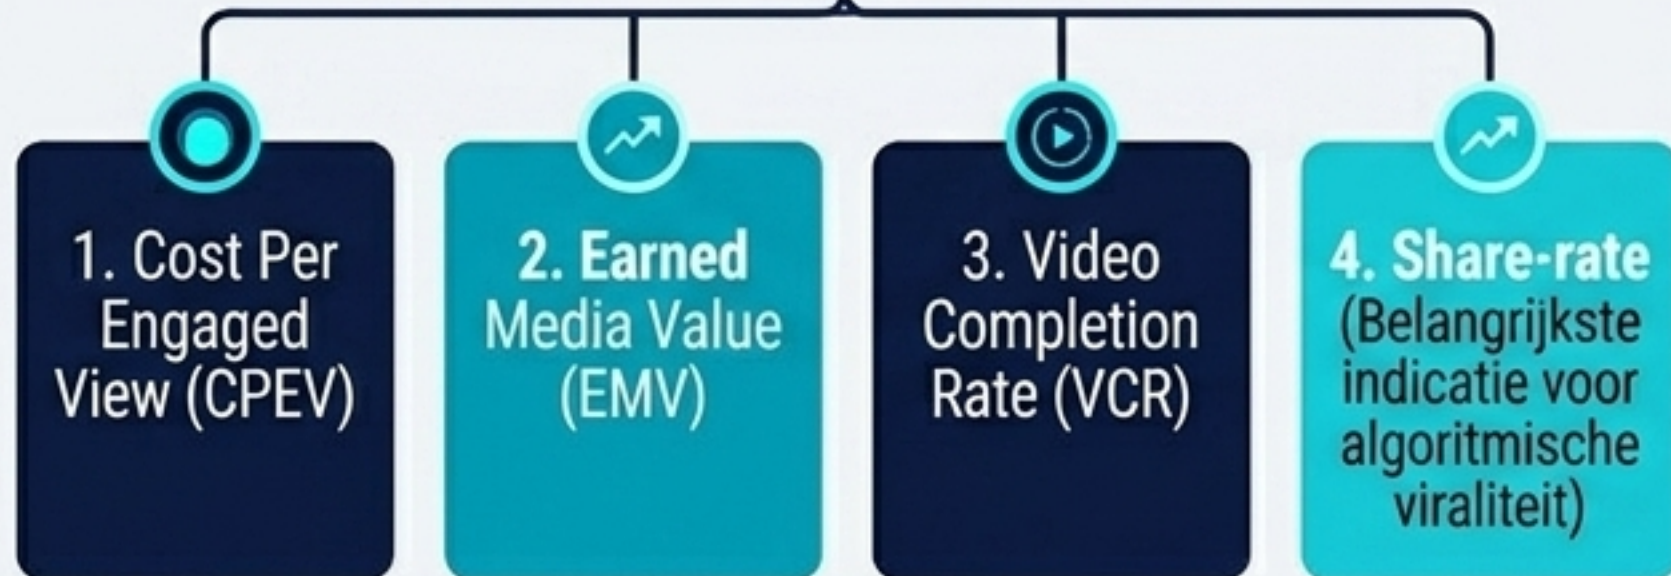 1. Cost Per
Engaged
View (CPEV)
2. Earned
Media Value
(EMV)
3. Video
Completion
Rate (VCR)
4. Share-rate
(Belangrijkste
indicatie voor
algoritmische
viraliteit)